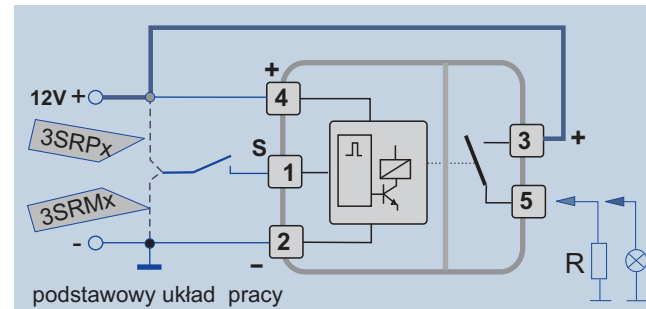 12V +
+
4
3SRPx
S
1
3
+
5
3SRMx
-
2
-
R
podstawowy układ pracy